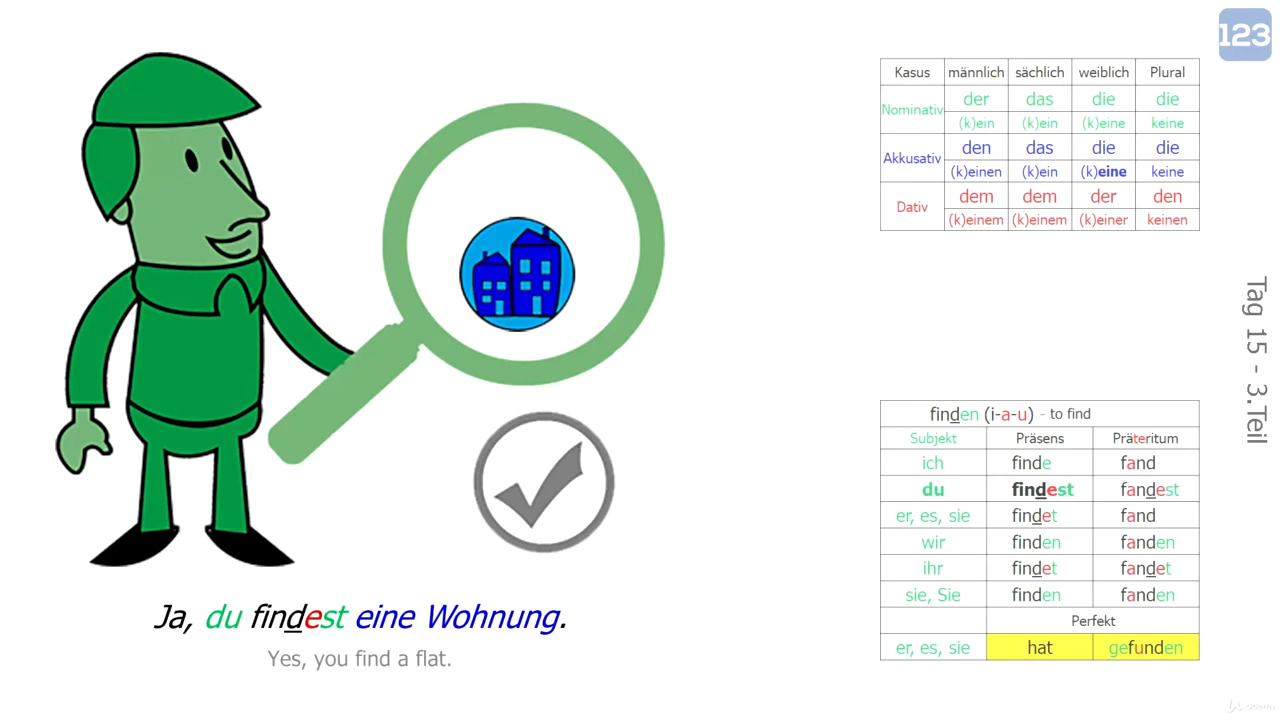 123
Kasus männlich sächlich weiblich Plural
Nominativ der das die die
(k)ein (k)ein (k)eine keine
Akkusativ den das die die
(k)einen (k)ein (k)eine keine
Dativ dem dem der den
(k)einem (k)einem (k)einer keinen
Tag 15 - 3.Teil
finden (i-a-u) - to find
Subjekt Präsens Präteritum
ich finde fand
du findest fandest
er, es, sie findet fand
wir finden fanden
ihr findet fandet
sie, Sie finden fanden
Perfekt
er, es, sie hat gefunden
Ja, du findest eine Wohnung.
Yes, you find a flat.